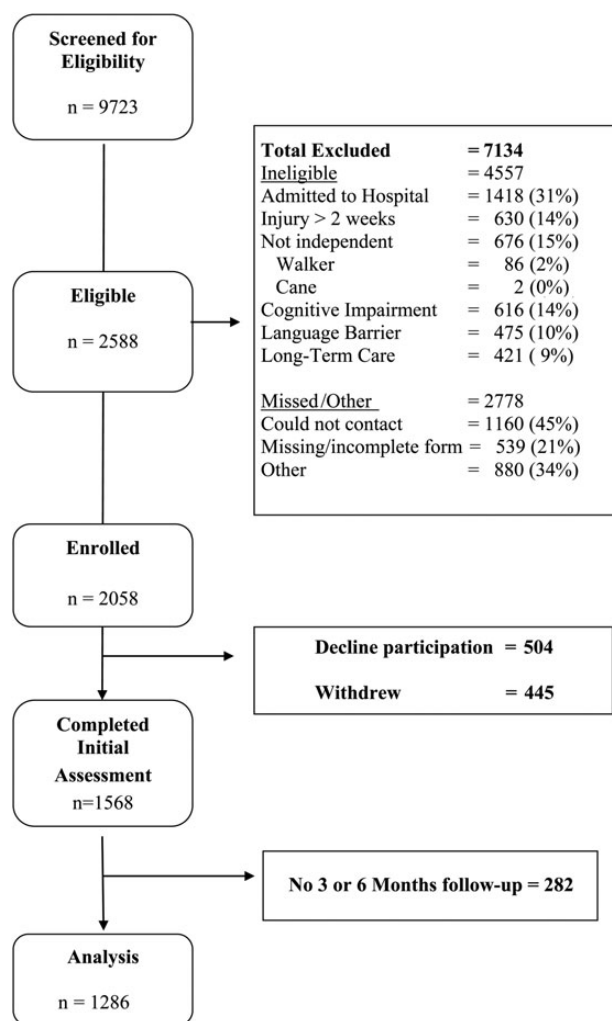 Screened for
Eligibility
n = 9723
Total Excluded = 7134
Ineligible = 4557
Admitted to Hospital = 1418 (31%)
Injury > 2 weeks = 630 (14%)
Not independent = 676 (15%)
Walker = 86 (2%)
Cane = 2 (0%)
Cognitive Impairment = 616 (14%)
Language Barrier = 475 (10%)
Long-Term Care = 421 ( 9%)
Missed/Other = 2778
Could not contact = 1160 (45%)
Missing/incomplete form = 539 (21%)
Other = 880 (34%)
Eligible
n = 2588
Enrolled
n = 2058
Decline participation = 504
Withdrew = 445
Completed
Initial
Assessment
n=1568
No 3 or 6 Months follow-up = 282
Analysis
n = 1286